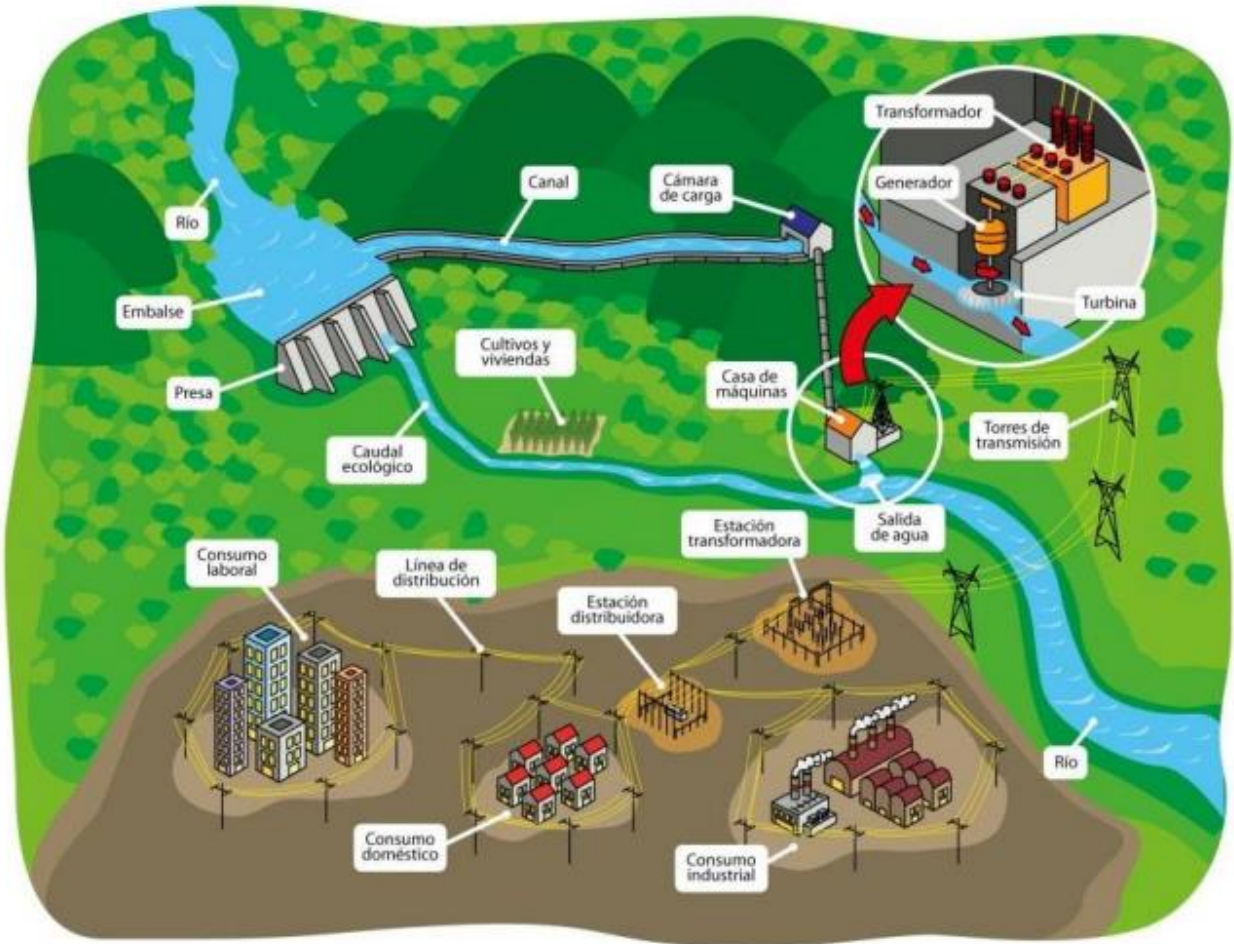 Transformador
Generador
Turbina
Río
Canal
Cámara
de carga
Embalse
Presa
Cultivos y
viviendas
Casa de
máquinas
Torres de
transmisión
Caudal
ecológico
Salida
de agua
Estación
transformadora
Consumo
laboral
Línea de
distribución
Estación
distribuidora
Río
Consumo
doméstico
Consumo
industrial